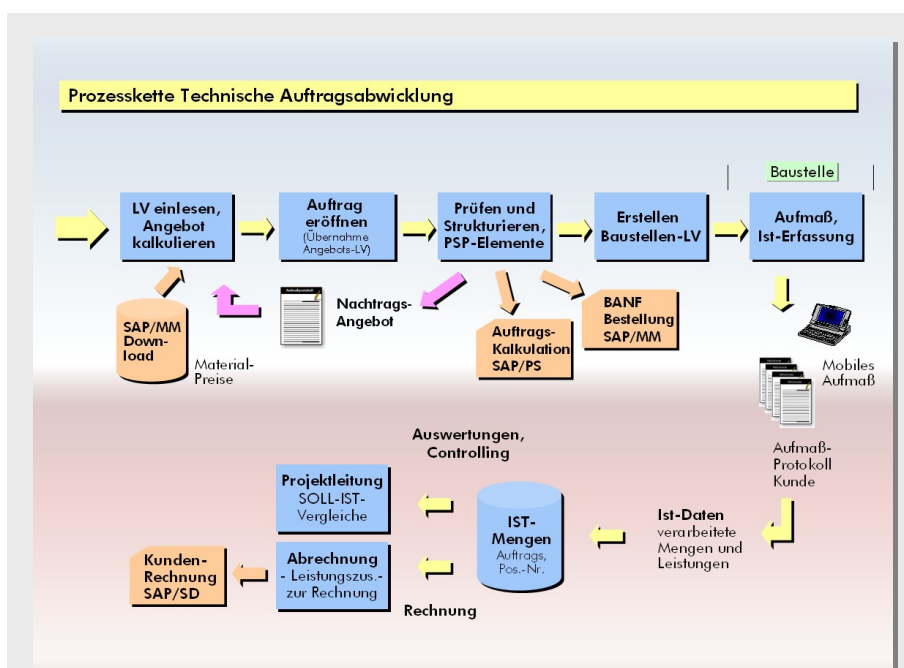 Prozesskette Technische Auftragsabwicklung
Baustelle
LV einlesen,
Angebot
kalkulieren
Auftrag
eröffnen
(Übernahme
Angebots-LV)
Prüfen und
Strukturieren,
PSP-Elemente
Erstellen
Baustellen-LV
Aufmaß,
Ist-Erfassung
SAP/MM
Down-
load
Material-
Preise
Nachtrags-
Angebot
Auftrags-
Kalkulation
SAP/PS
BANF
Bestellung
SAP/MM
Mobiles
Aufmaß
Aufmaß-
Protokoll
Kunde
Auswertungen,
Controlling
Projektleitung
SOLL-IST-
Vergleiche
IST-
Mengen
Auftrags,
Pos.-Nr.
Ist-Daten
verarbeitete
Mengen und
Leistungen
Kunden-
Rechnung
SAP/SD
Abrechnung
- Leistungszus.-
zur Rechnung
Rechnung